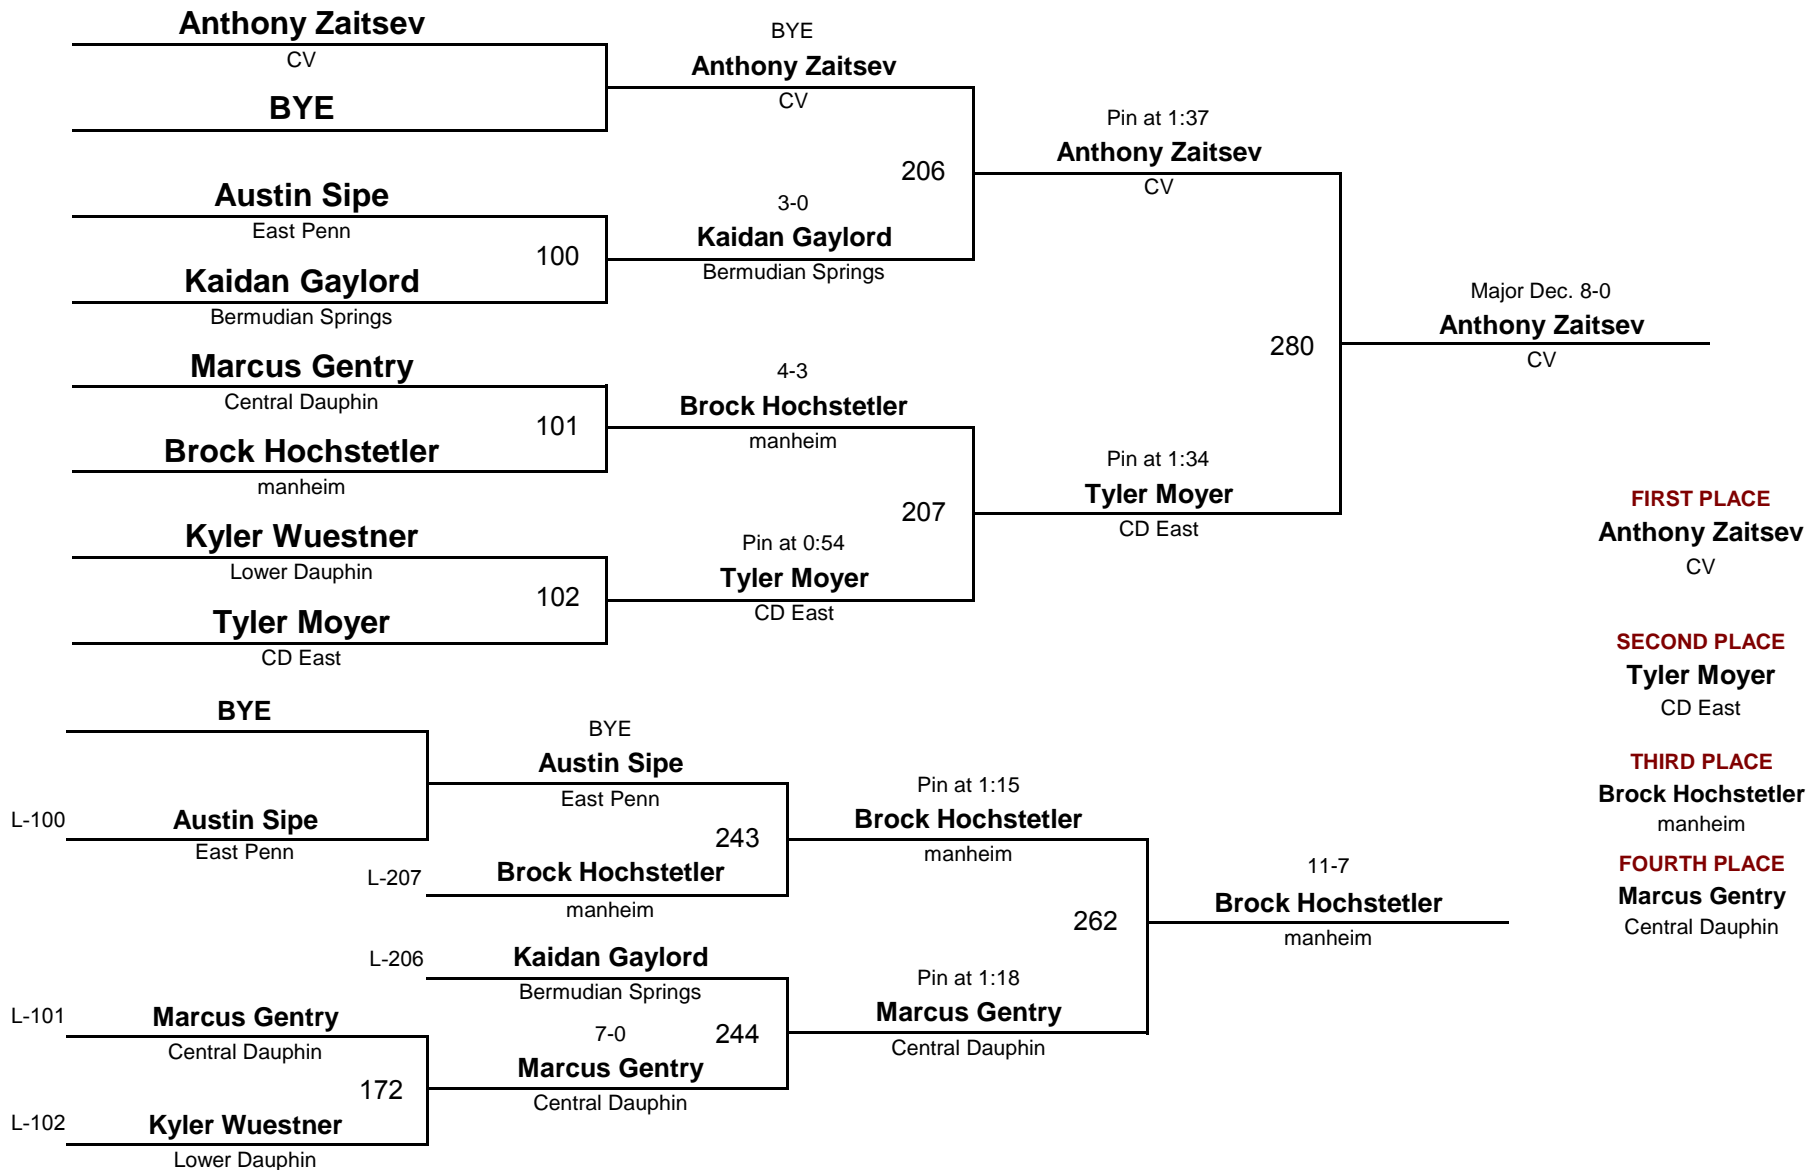 Anthony Zaitsev
CV
BYE
Austin Sipe
East Penn
100
Kaidan Gaylord
Bermudian Springs
Marcus Gentry
Central Dauphin
101
Brock Hochstetler
manheim
Kyler Wuestner
Lower Dauphin
102
Tyler Moyer
CD East
BYE
Anthony Zaitsev
CV
206
3-0
Kaidan Gaylord
Bermudian Springs
4-3
Brock Hochstetler
manheim
207
Pin at 0:54
Tyler Moyer
CD East
Pin at 1:37
Anthony Zaitsev
CV
280
Pin at 1:34
Tyler Moyer
CD East
Major Dec. 8-0
Anthony Zaitsev
CV
BYE
L-100
Austin Sipe
East Penn
BYE
Austin Sipe
East Penn
243
L-207
Brock Hochstetler
manheim
L-206
Kaidan Gaylord
Bermudian Springs
L-101
Marcus Gentry
Central Dauphin
172
L-102
Kyler Wuestner
Lower Dauphin
7-0
244
Marcus Gentry
Central Dauphin
Pin at 1:15
Brock Hochstetler
manheim
262
Pin at 1:18
Marcus Gentry
Central Dauphin
11-7
Brock Hochstetler
manheim
FIRST PLACE
Anthony Zaitsev
CV
SECOND PLACE
Tyler Moyer
CD East
THIRD PLACE
Brock Hochstetler
manheim
FOURTH PLACE
Marcus Gentry
Central Dauphin